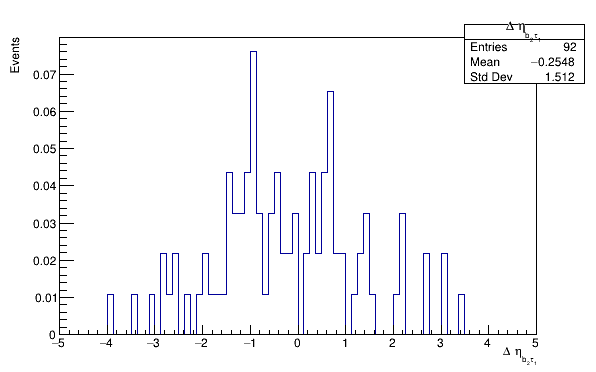 Δ η b₂τ₁
Entries 92
Mean −0.2548
Std Dev 1.512
Events
0.07
0.06
0.05
0.04
0.03
0.02
0.01
0
−5 −4 −3 −2 −1 0 1 2 3 4 5
Δ η b₂τ₁